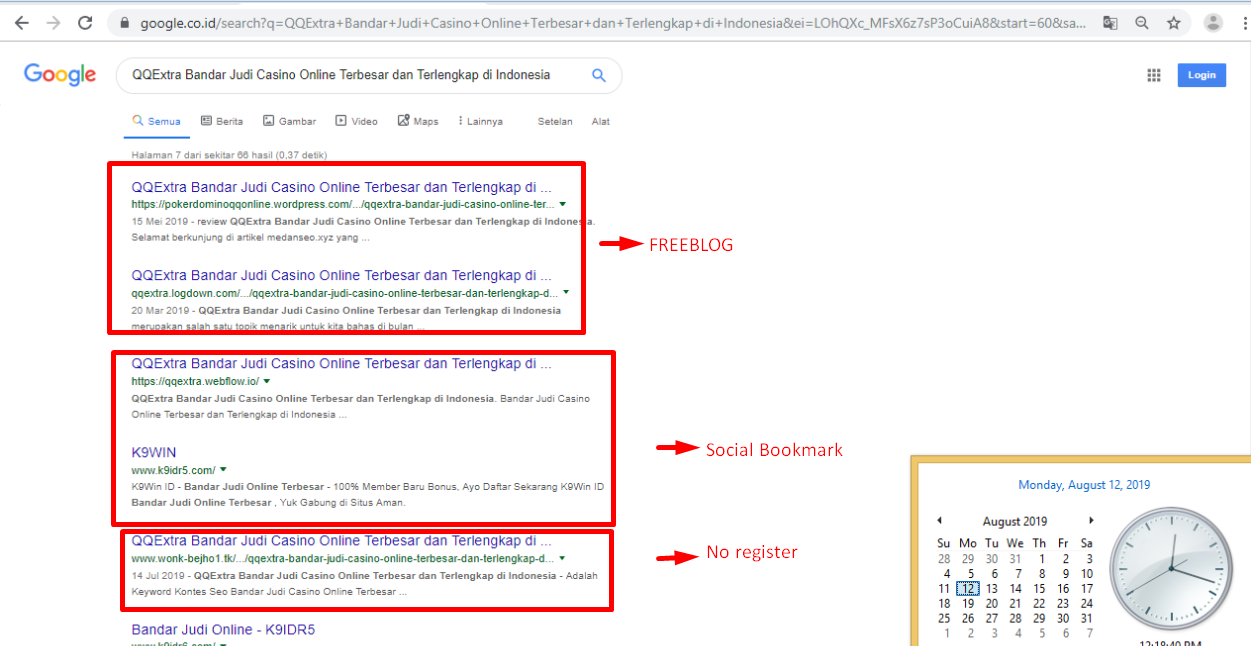 google.co.id/search?q=QQExtra+Bandar+Judi+Casino+Online+Terbesar+dan+Terlengkap+di+Indonesia&ei=LOhQXc_MFsX6z7sP3oCuiA8&start=60&sa...
Google
QQExtra Bandar Judi Casino Online Terbesar dan Terlengkap di Indonesia
Login
Semua Berita Gambar Video Maps Lainnya Setelan Alat
Halaman 7 dari sekitar 66 hasil (0,37 detik)
QQExtra Bandar Judi Casino Online Terbesar dan Terlengkap di ...
https://pokerdominoqqonline.wordpress.com/.../qqextra-bandar-judi-casino-online-ter...
15 Mei 2019 - review QQExtra Bandar Judi Casino Online Terbesar dan Terlengkap di Indonesia.
Selamat berkunjung di artikel medanseo.xyz yang ...
FREEBLOG
QQExtra Bandar Judi Casino Online Terbesar dan Terlengkap di ...
qqextra.logdown.com/.../qqextra-bandar-judi-casino-online-terbesar-dan-terlengkap-d...
20 Mar 2019 - QQExtra Bandar Judi Casino Online Terbesar dan Terlengkap di Indonesia
merupakan salah satu topik menarik untuk kita bahas di bulan ...
QQExtra Bandar Judi Casino Online Terbesar dan Terlengkap di ...
https://qqextra.webflow.io/
QQExtra Bandar Judi Casino Online Terbesar dan Terlengkap di Indonesia. Bandar Judi Casino
Online Terbesar dan Terlengkap di Indonesia ...
K9WIN
www.k9idr5.com/
K9Win ID - Bandar Judi Online Terbesar - 100% Member Baru Bonus, Ayo Daftar Sekarang K9Win ID
Bandar Judi Online Terbesar , Yuk Gabung di Situs Aman.
Social Bookmark
QQExtra Bandar Judi Casino Online Terbesar dan Terlengkap di ...
www.wonk-bejho1.tk/.../qqextra-bandar-judi-casino-online-terbesar-dan-terlengkap-d...
14 Jul 2019 - QQExtra Bandar Judi Casino Online Terbesar dan Terlengkap di Indonesia - Adalah
Keyword Kontes Seo Bandar Judi Casino Online Terbesar ...
No register
Bandar Judi Online - K9IDR5
www.k9idr6.com/
Monday, August 12, 2019
August 2019
Su Mo Tu We Th Fr Sa
28 29 30 31 1 2 3
4 5 6 7 8 9 10
11 12 13 14 15 16 17
18 19 20 21 22 23 24
25 26 27 28 29 30 31
1 2 3 4 5 6 7
12:18:40 PM